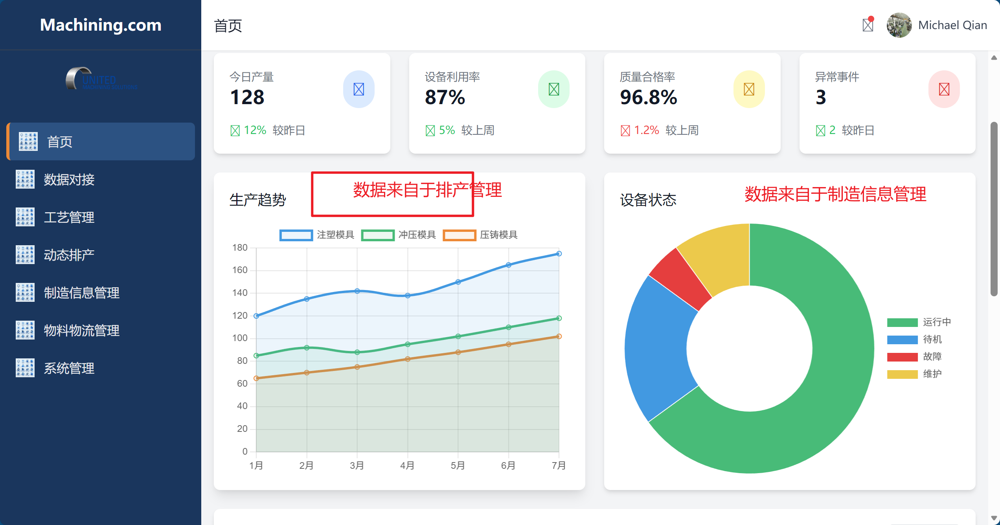 Machining.com
UNITED
MACHINING SOLUTIONS
首页
数据对接
工艺管理
动态排产
制造信息管理
物料物流管理
系统管理
首页
Michael Qian
今日产量
128
12% 较昨日
设备利用率
87%
5% 较上周
质量合格率
96.8%
1.2% 较上周
异常事件
3
2 较昨日
生产趋势
数据来自于排产管理
注塑模具 冲压模具 压铸模具
180
160
140
120
100
80
60
40
20
0
1月 2月 3月 4月 5月 6月 7月
设备状态
数据来自于制造信息管理
运行中
待机
故障
维护